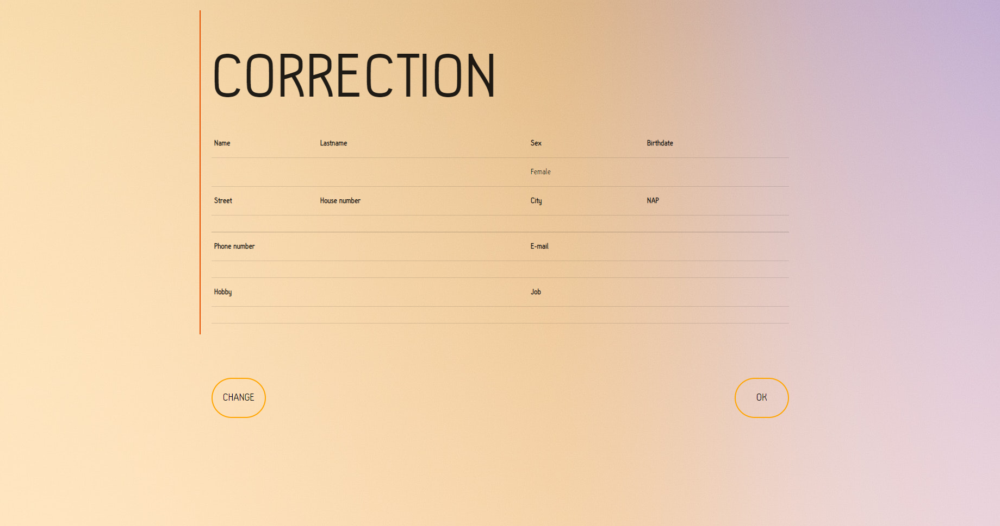 CORRECTION
Name Lastname Sex Birthdate
Female
Street House number City NAP
Phone number E-mail
Hobby Job
CHANGE OK